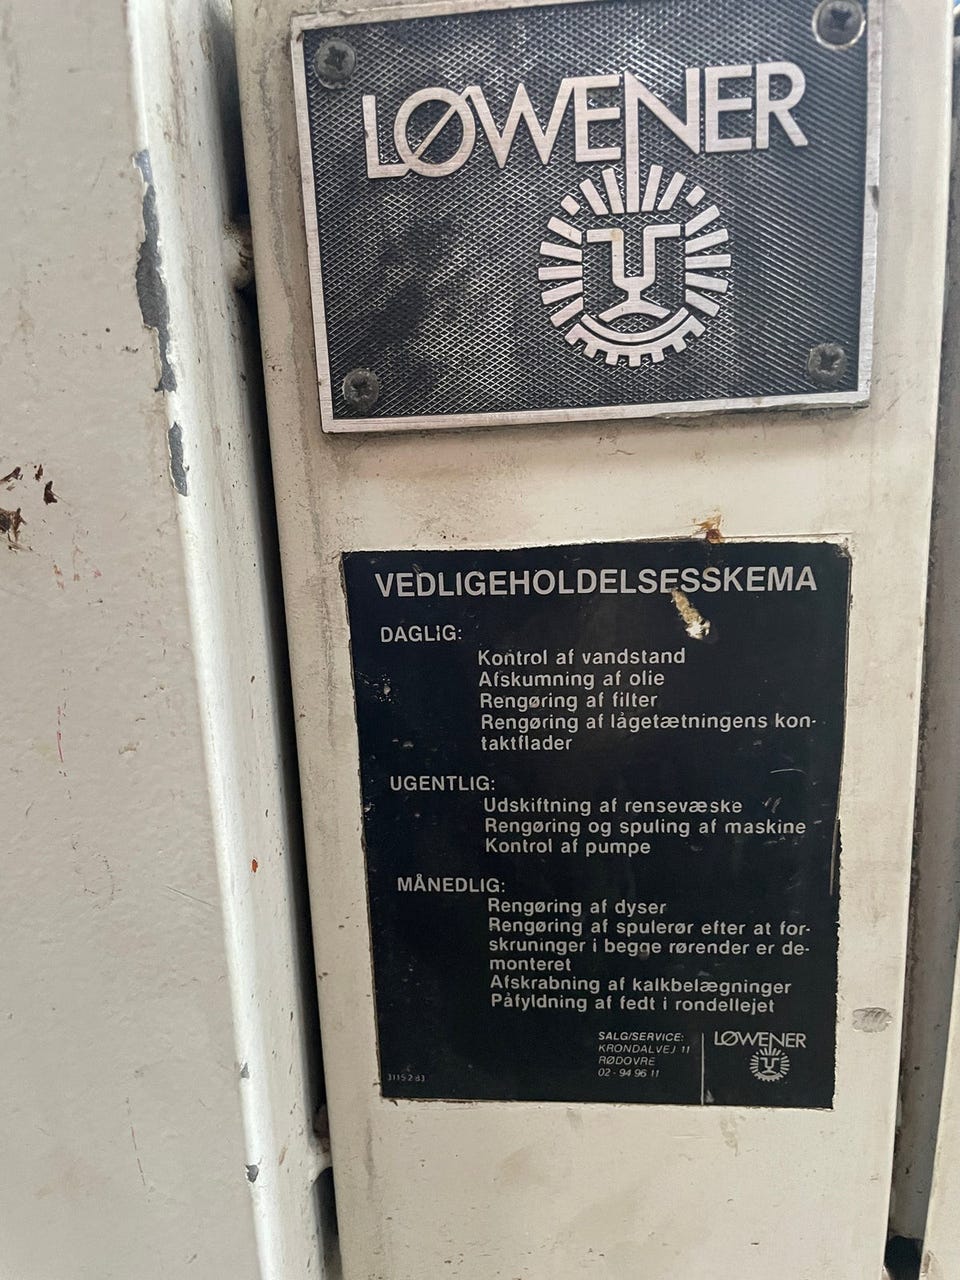 LØWENER
VEDLIGEHOLDELSESSKEMA
DAGLIG:
Kontrol af vandstand
Afskumning af olie
Rengøring af filter
Rengøring af lågetætningens kon-
taktflader
UGENTLIG:
Udskiftning af rensevæske
Rengøring og spuling af maskine
Kontrol af pumpe
MÅNEDLIG:
Rengøring af dyser
Rengøring af spulerør efter at for-
skruninger i begge rørender er de-
monteret
Afskrabning af kalkbelægninger
Påfyldning af fedt i rondellejet
SALG/SERVICE:
KRONDALVEJ 11
RØDOVRE
02 - 94 96 11
LØWENER